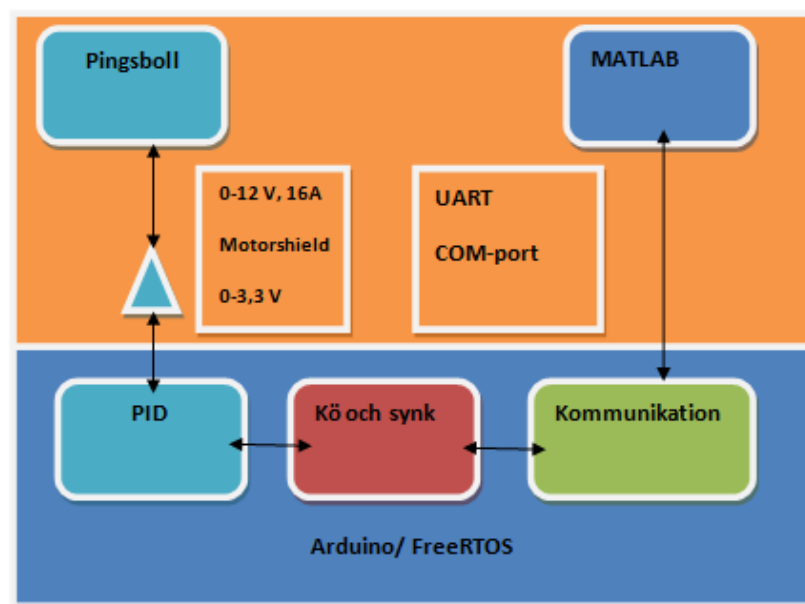 Pingsboll
MATLAB
0-12 V, 16A
Motorshield
0-3,3 V
UART
COM-port
PID
Kö och synk
Kommunikation
Arduino/ FreeRTOS